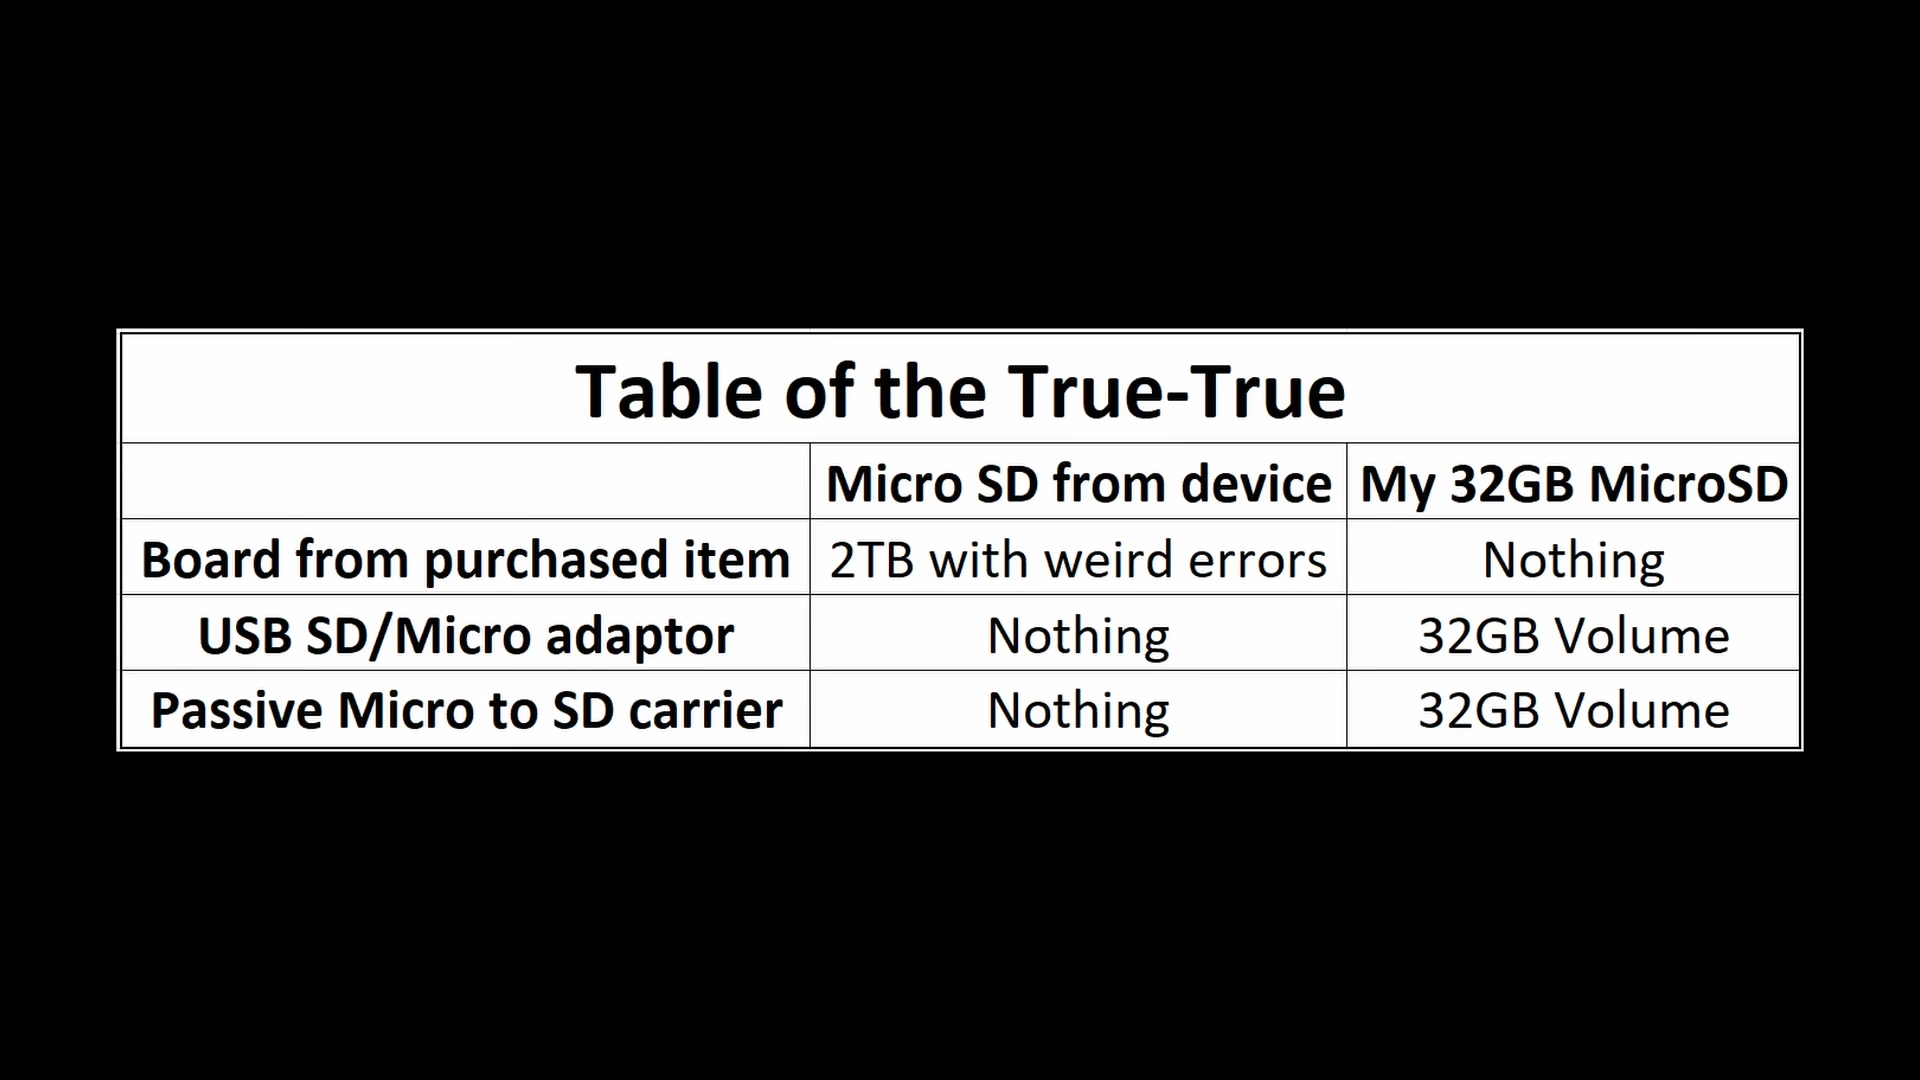 Table of the True-True
Micro SD from device My 32GB MicroSD
Board from purchased item 2TB with weird errors Nothing
USB SD/Micro adaptor Nothing 32GB Volume
Passive Micro to SD carrier Nothing 32GB Volume